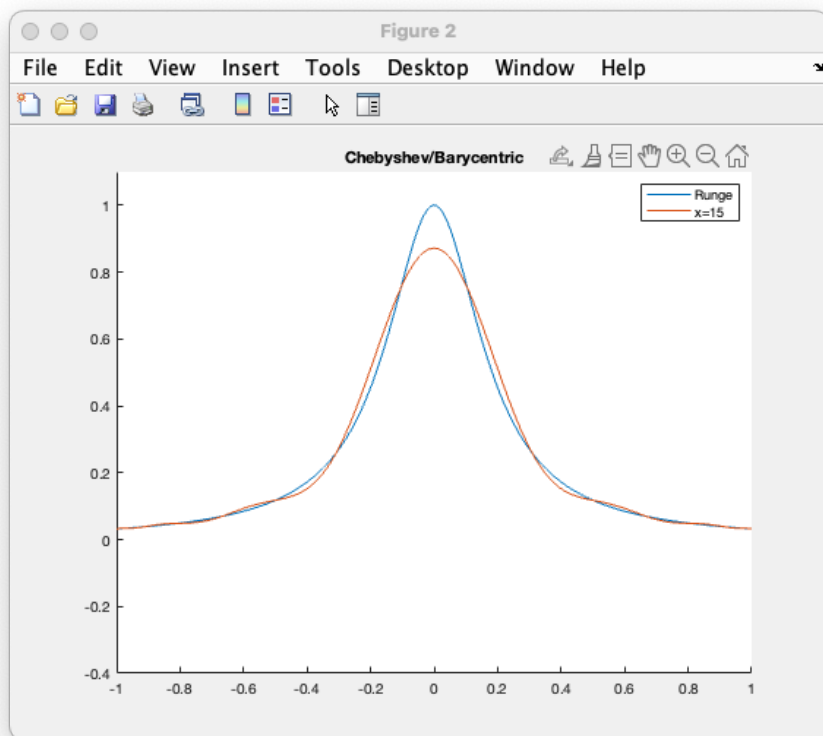 Figure 2
File Edit View Insert Tools Desktop Window Help
Chebyshev/Barycentric
Runge
x=15
1
0.8
0.6
0.4
0.2
0
-0.2
-0.4
-1 -0.8 -0.6 -0.4 -0.2 0 0.2 0.4 0.6 0.8 1